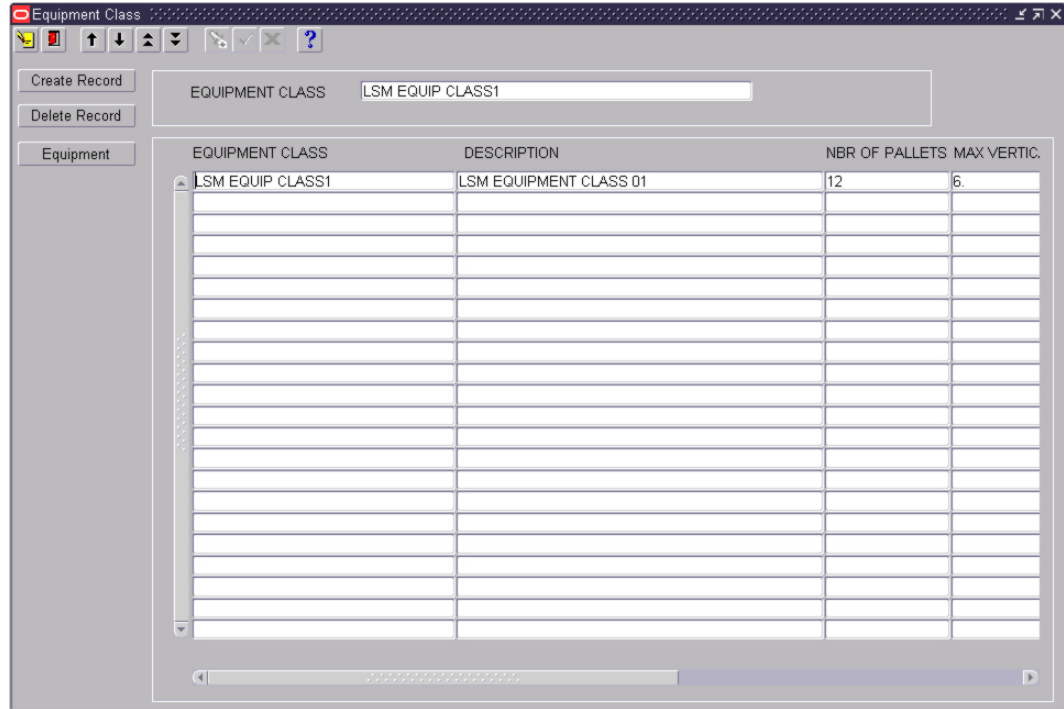 Equipment Class
?
Create Record
Delete Record
Equipment
EQUIPMENT CLASS LSM EQUIP CLASS1
EQUIPMENT CLASS DESCRIPTION NBR OF PALLETS MAX VERTIC.
LSM EQUIP CLASS1 LSM EQUIPMENT CLASS 01 12 6.